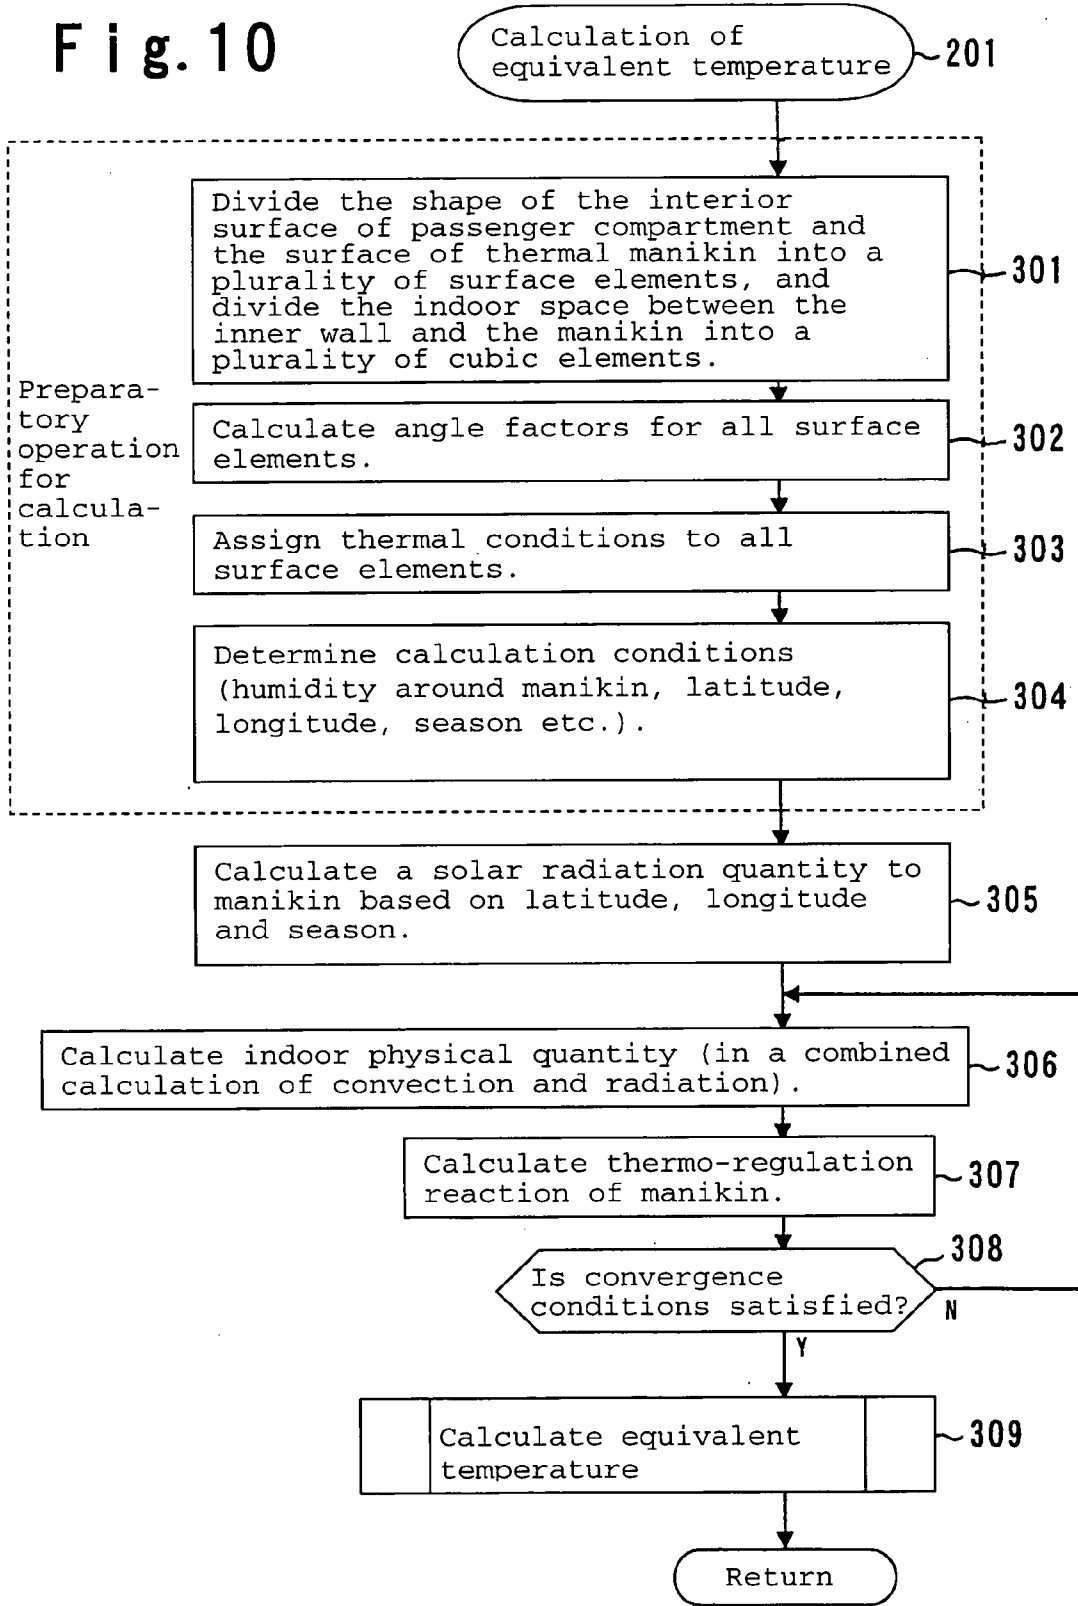 Fig.10
Calculation of
equivalent temperature
201
Divide the shape of the interior
surface of passenger compartment and
the surface of thermal manikin into a
plurality of surface elements, and
divide the indoor space between the
inner wall and the manikin into a
plurality of cubic elements.
301
Prepara-
tory
operation
for
calcula-
tion
Calculate angle factors for all surface
elements.
302
Assign thermal conditions to all
surface elements.
303
Determine calculation conditions
(humidity around manikin, latitude,
longitude, season etc.).
304
Calculate a solar radiation quantity to
manikin based on latitude, longitude
and season.
305
Calculate indoor physical quantity (in a combined
calculation of convection and radiation).
306
Calculate thermo-regulation
reaction of manikin.
307
Is convergence
conditions satisfied?
308
N
Y
Calculate equivalent
temperature
309
Return